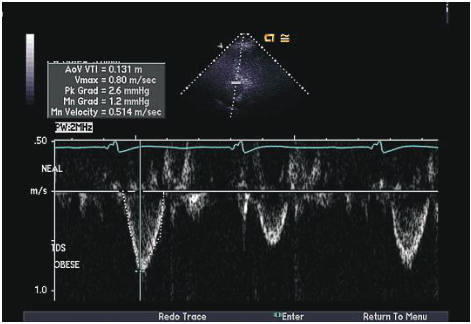 AoV VTI = 0.131 m
Vmax = 0.80 m/sec
Pk Grad = 2.6 mmHg
Mn Grad = 1.2 mmHg
Mn Velocity = 0.514 m/sec
PW:2MHz
.50
NEAL
m/s
TDS
OBESE
1.0
Redo Trace
Enter
Return To Menu